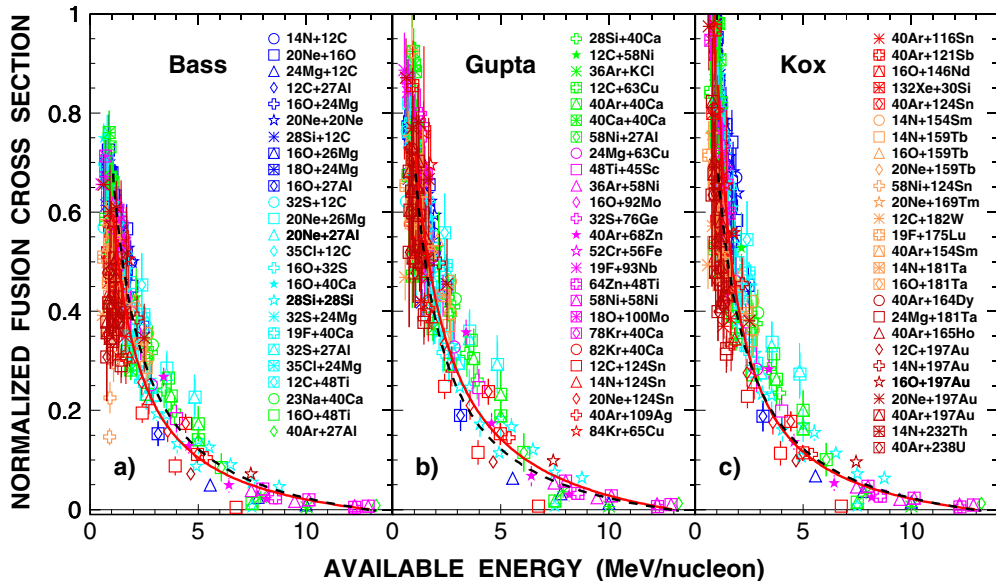 NORMALIZED FUSION CROSS SECTION
1
0.8
0.6
0.4
0.2
0
Bass
14N+12C
20Ne+16O
24Mg+12C
12C+27Al
16O+24Mg
20Ne+20Ne
28Si+12C
16O+26Mg
18O+24Mg
16O+27Al
32S+12C
20Ne+26Mg
20Ne+27Al
35Cl+12C
16O+32S
16O+40Ca
28Si+28Si
32S+24Mg
19F+40Ca
32S+27Al
35Cl+24Mg
12C+48Ti
23Na+40Ca
16O+48Ti
40Ar+27Al
a)
Gupta
28Si+40Ca
12C+58Ni
36Ar+KCl
12C+63Cu
40Ar+40Ca
40Ca+40Ca
58Ni+27Al
24Mg+63Cu
48Ti+45Sc
36Ar+58Ni
16O+92Mo
32S+76Ge
40Ar+68Zn
52Cr+56Fe
19F+93Nb
64Zn+48Ti
58Ni+58Ni
18O+100Mo
78Kr+40Ca
82Kr+40Ca
12C+124Sn
14N+124Sn
20Ne+124Sn
40Ar+109Ag
84Kr+65Cu
b)
Kox
40Ar+116Sn
40Ar+121Sb
16O+146Nd
132Xe+30Si
40Ar+124Sn
14N+154Sm
14N+159Tb
16O+159Tb
20Ne+159Tb
58Ni+124Sn
20Ne+169Tm
12C+182W
19F+175Lu
40Ar+154Sm
14N+181Ta
16O+181Ta
40Ar+164Dy
24Mg+181Ta
40Ar+165Ho
12C+197Au
14N+197Au
16O+197Au
20Ne+197Au
40Ar+197Au
14N+232Th
40Ar+238U
c)
0 5 10 0 5 10 0 5 10
AVAILABLE ENERGY (MeV/nucleon)